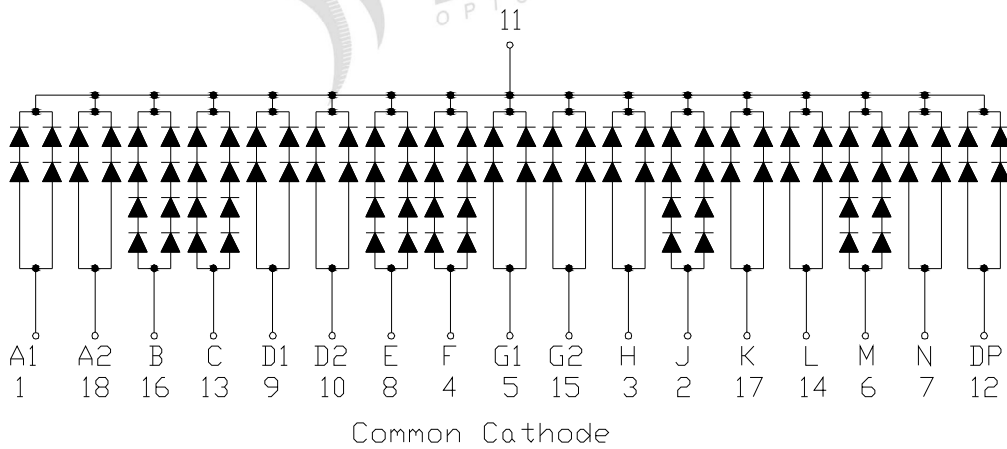 OPTO
11
A1 A2 B C D1 D2 E F G1 G2 H J K L M N DP
1 18 16 13 9 10 8 4 5 15 3 2 17 14 6 7 12
Common Cathode